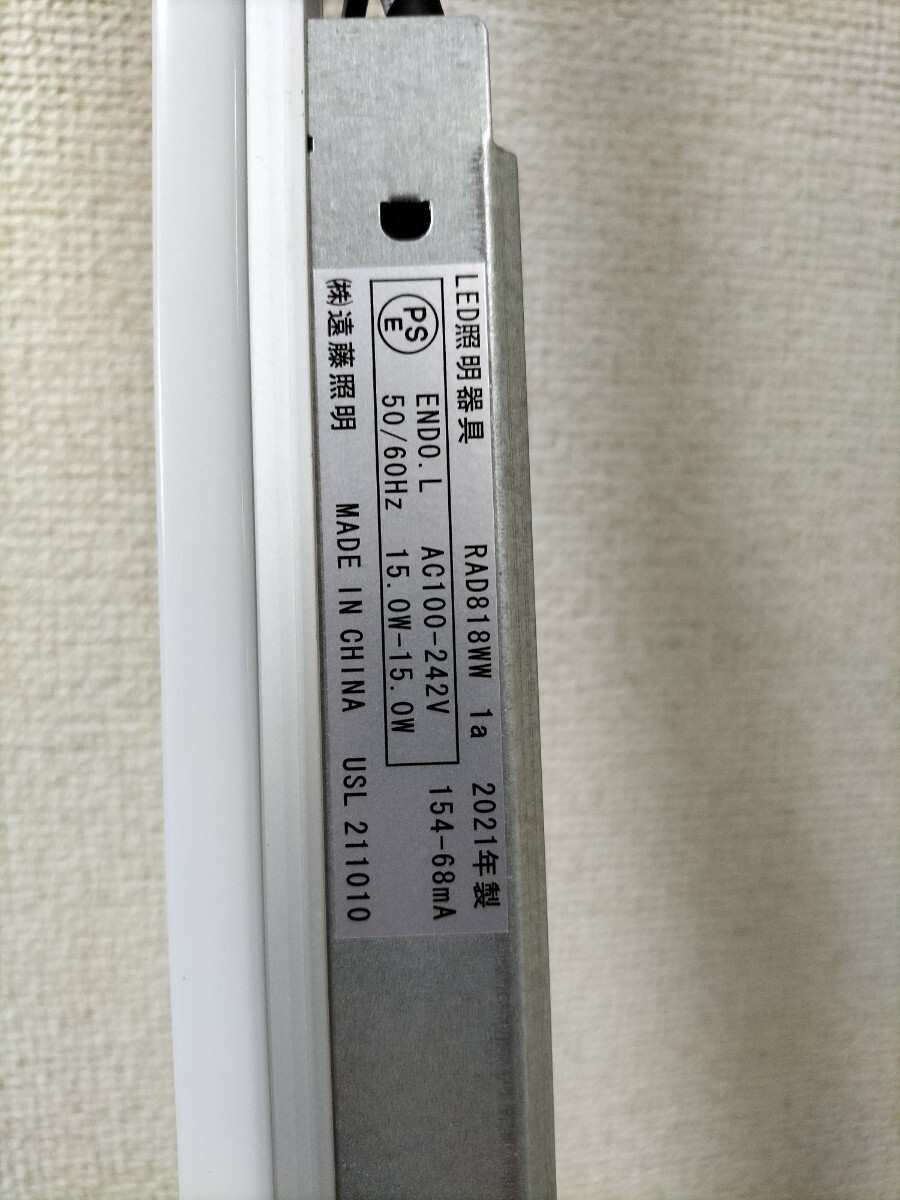 LED照明器具 RAD818WW 1a 2021年製
PS
E
ENDO.L AC100-242V 154-68mA
50/60Hz 15.0W-15.0W
㈱遠藤照明 MADE IN CHINA USL 211010